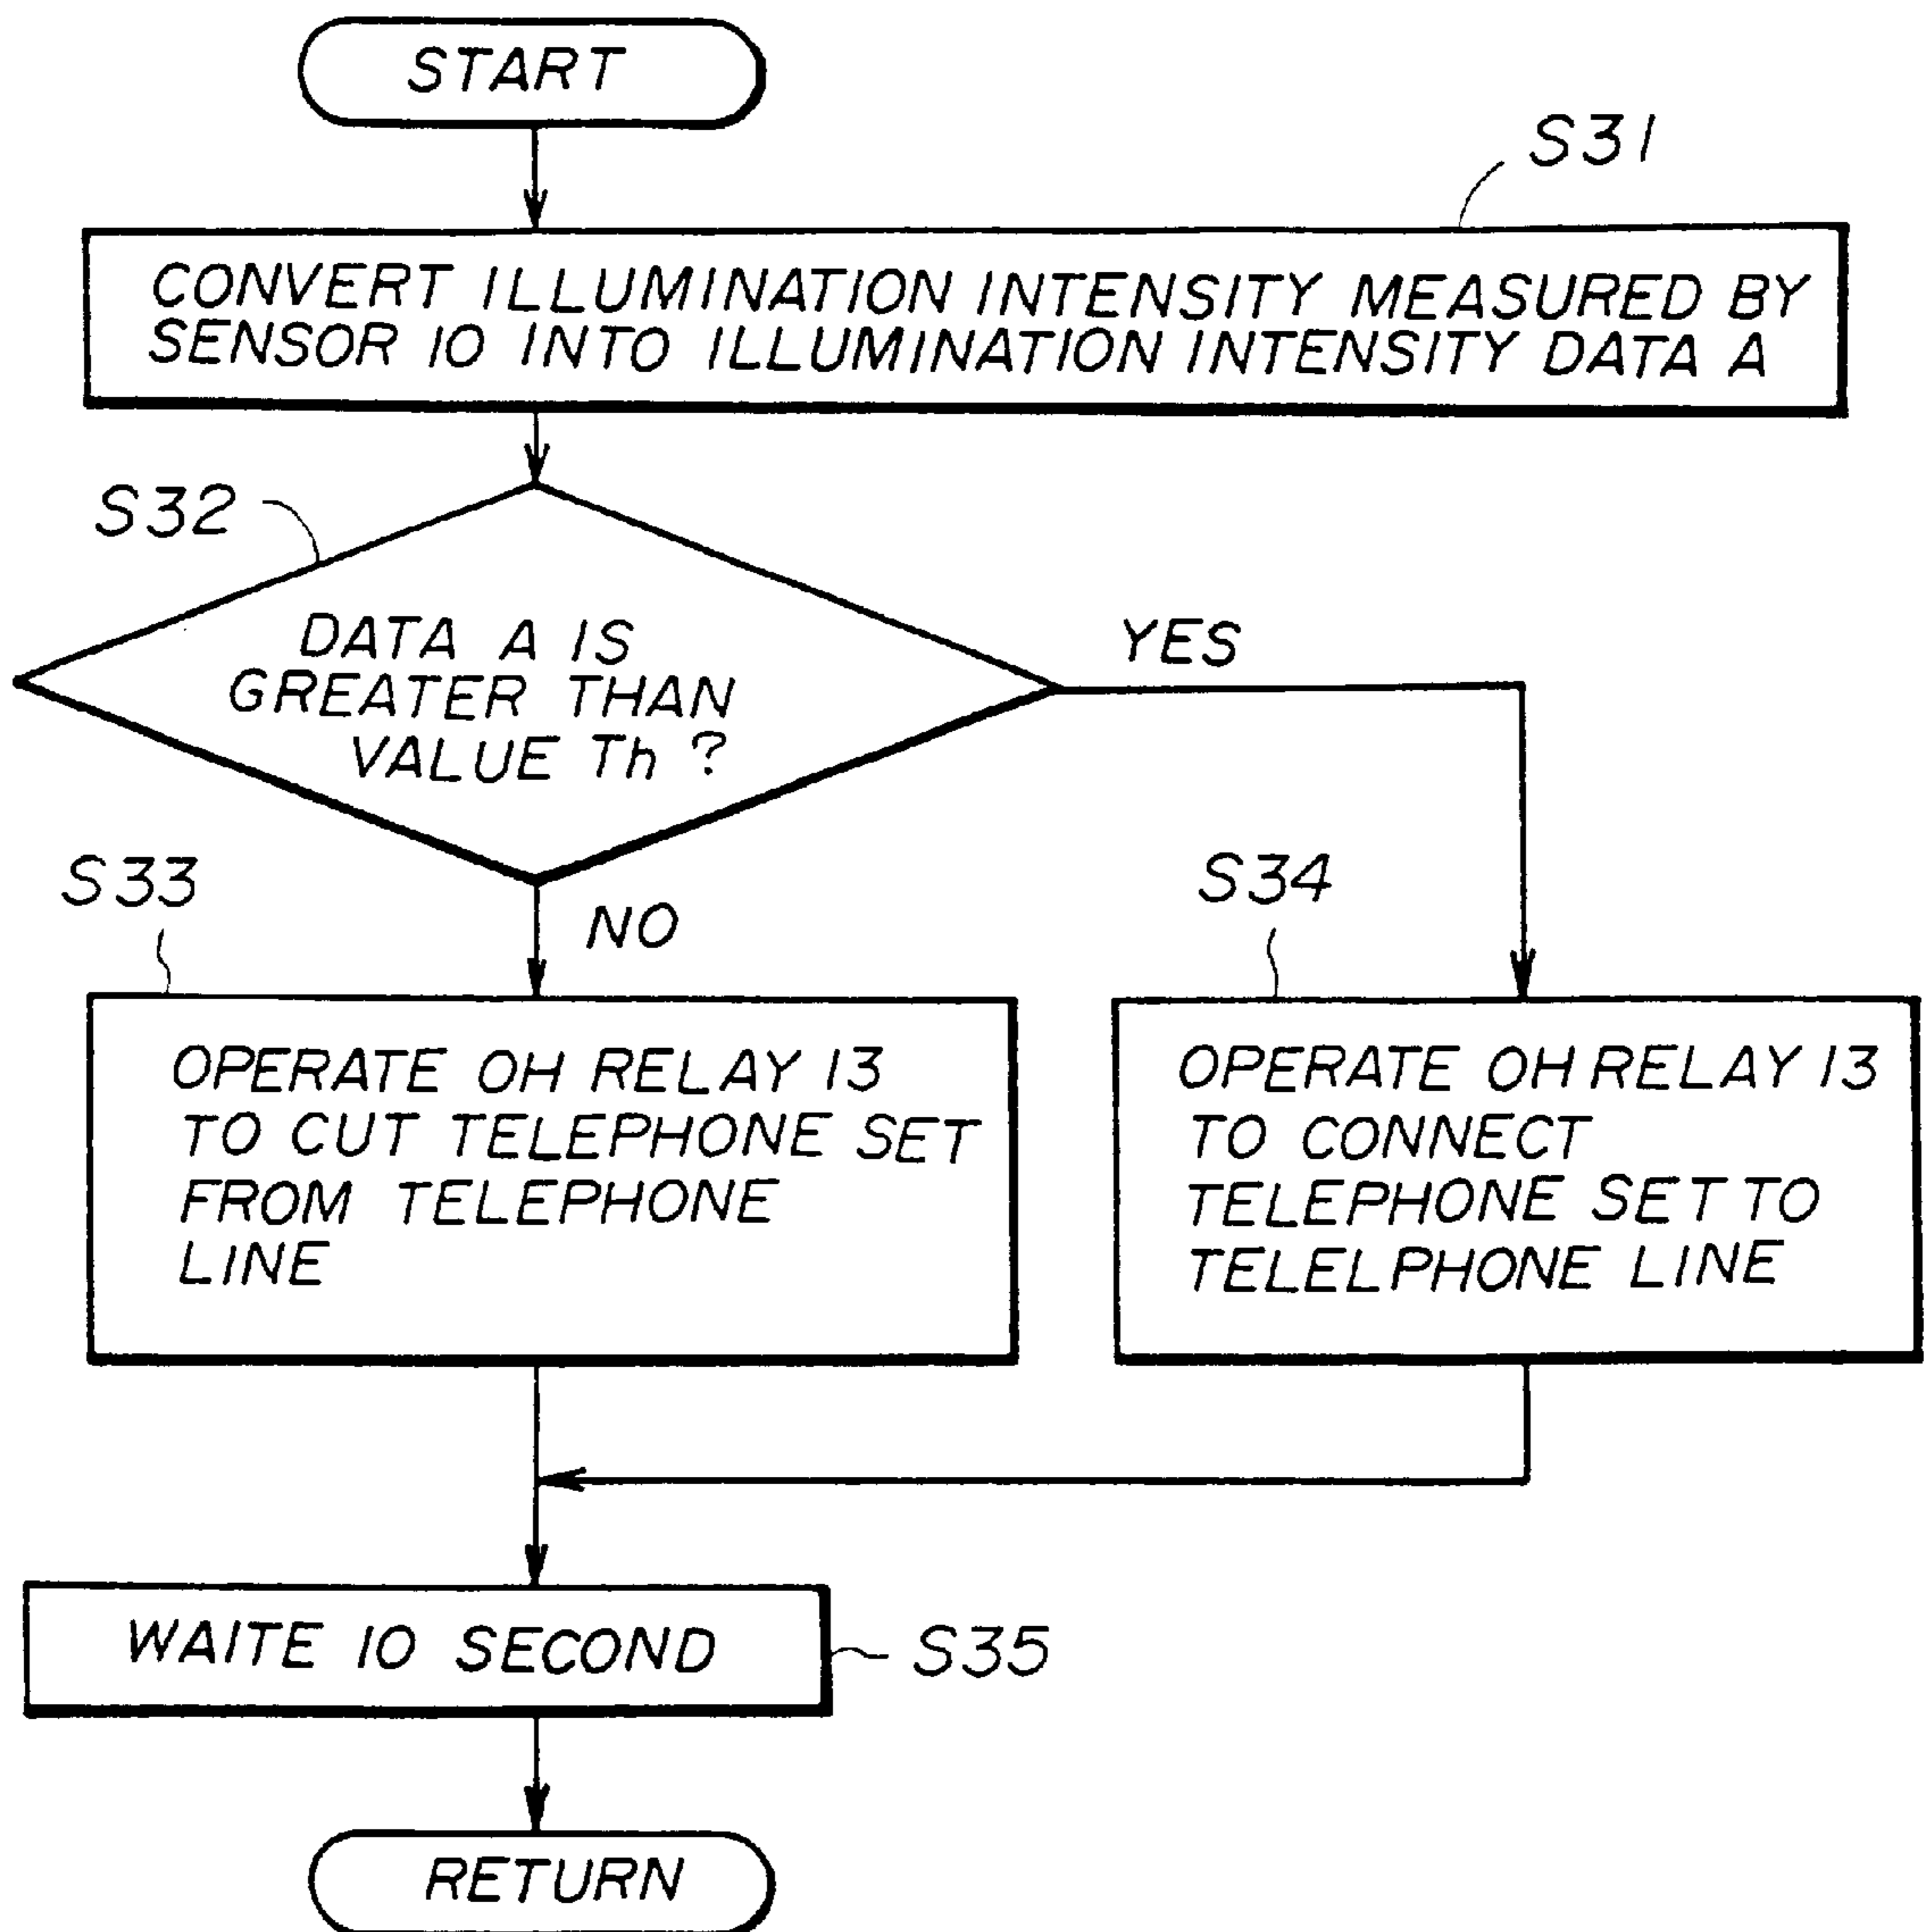 START
S31
CONVERT ILLUMINATION INTENSITY MEASURED BY
SENSOR 10 INTO ILLUMINATION INTENSITY DATA A
S32
DATA A IS
GREATER THAN
VALUE Th ?
YES
NO
S33
OPERATE OH RELAY 13
TO CUT TELEPHONE SET
FROM TELEPHONE
LINE
S34
OPERATE OH RELAY 13
TO CONNECT
TELEPHONE SET TO
TELELPHONE LINE
WAITE 10 SECOND
S35
RETURN